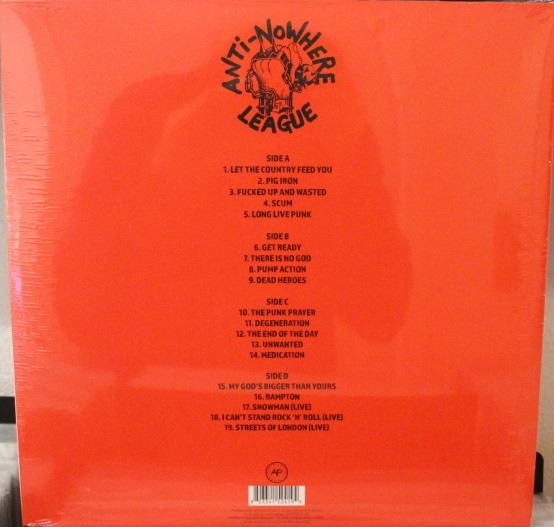 ANTi-NOWHERE
LEAGUE
SIDE A
1. LET THE COUNTRY FEED YOU
2. PIG IRON
3. FUCKED UP AND WASTED
4. SCUM
5. LONG LIVE PUNK
SIDE B
6. GET READY
7. THERE IS NO GOD
8. PUMP ACTION
9. DEAD HEROES
SIDE C
10. THE PUNK PRAYER
11. DEGENERATION
12. THE END OF THE DAY
13. UNWANTED
14. MEDICATION
SIDE D
15. MY GOD'S BIGGER THAN YOURS
16. RAMPTON
17. SNOWMAN (LIVE)
18. I CAN'T STAND ROCK 'N' ROLL (LIVE)
19. STREETS OF LONDON (LIVE)